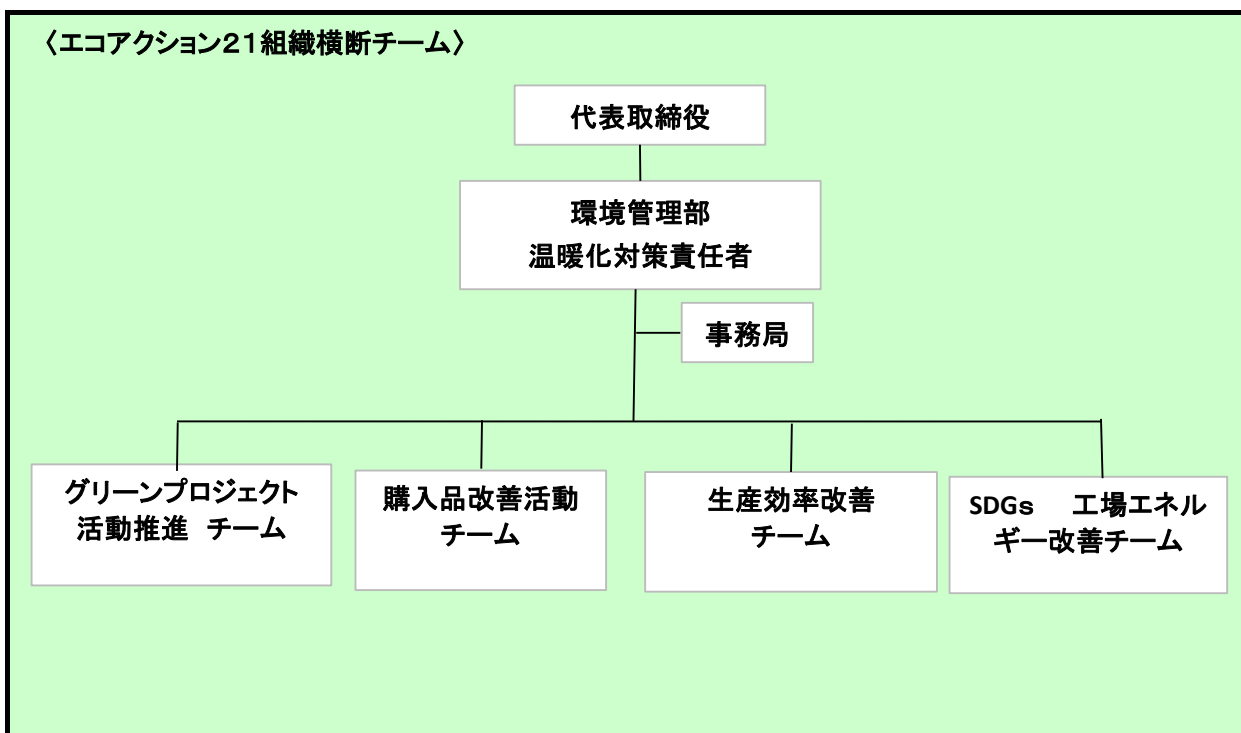 〈エコアクション２１組織横断チーム〉
代表取締役
環境管理部
温暖化対策責任者
事務局
グリーンプロジェクト
活動推進 チーム
購入品改善活動
チーム
生産効率改善
チーム
SDGｓ　工場エネル
ギー改善チーム